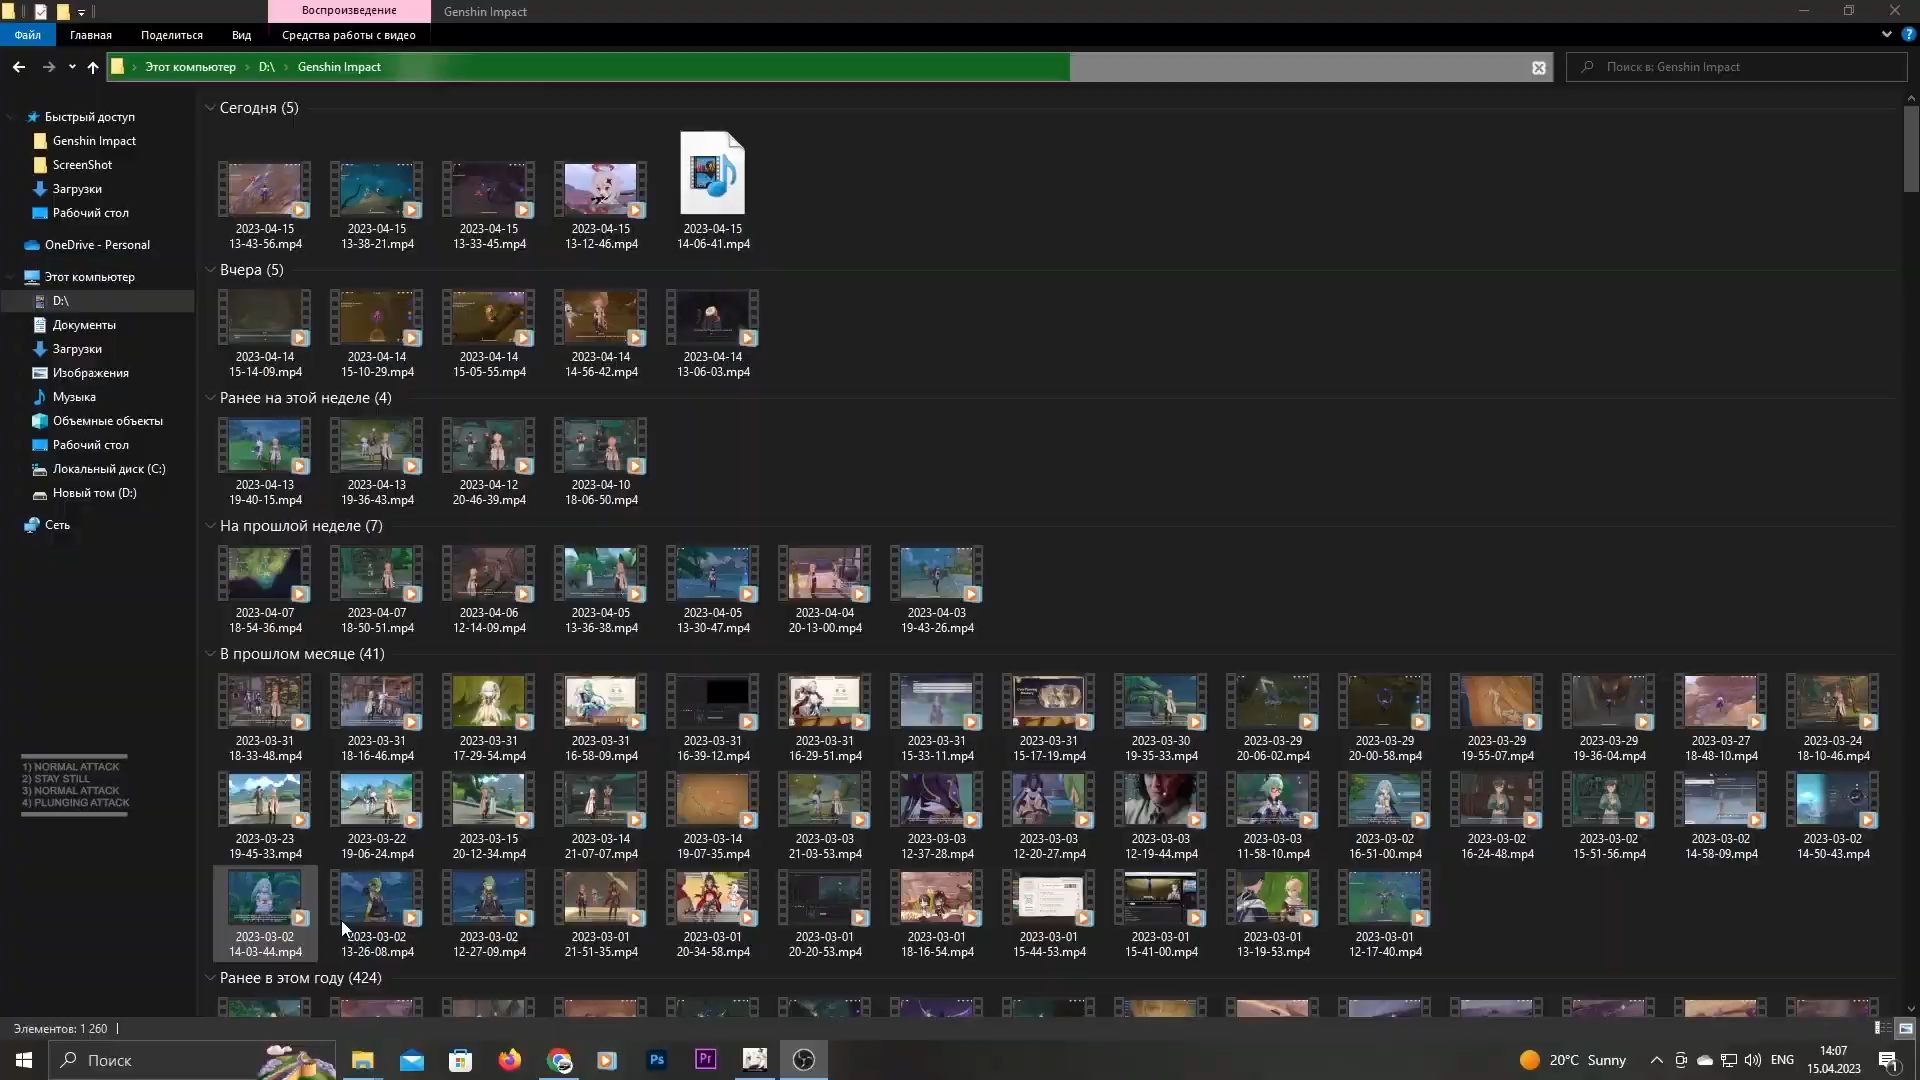 Воспроизведение
Genshin Impact
Файл
Главная
Поделиться
Вид
Средства работы с видео
Этот компьютер
D:\
Genshin Impact
Поиск в: Genshin Impact
Быстрый доступ
Genshin Impact
ScreenShot
Загрузки
Рабочий стол
OneDrive - Personal
Этот компьютер
D:\
Документы
Загрузки
Изображения
Музыка
Объемные объекты
Рабочий стол
Локальный диск (C:)
Новый том (D:)
Сеть
1) NORMAL ATTACK
2) STAY STILL
3) NORMAL ATTACK
4) PLUNGING ATTACK
Сегодня (5)
2023-04-15
13-43-56.mp4
2023-04-15
13-38-21.mp4
2023-04-15
13-33-45.mp4
2023-04-15
13-12-46.mp4
2023-04-15
14-06-41.mp4
Вчера (5)
2023-04-14
15-14-09.mp4
2023-04-14
15-10-29.mp4
2023-04-14
15-05-55.mp4
2023-04-14
14-56-42.mp4
2023-04-14
13-06-03.mp4
Ранее на этой неделе (4)
2023-04-13
19-40-15.mp4
2023-04-13
19-36-43.mp4
2023-04-12
20-46-39.mp4
2023-04-10
18-06-50.mp4
На прошлой неделе (7)
2023-04-07
18-54-36.mp4
2023-04-07
18-50-51.mp4
2023-04-06
12-14-09.mp4
2023-04-05
13-36-38.mp4
2023-04-05
13-30-47.mp4
2023-04-04
20-13-00.mp4
2023-04-03
19-43-26.mp4
В прошлом месяце (41)
2023-03-31
18-33-48.mp4
2023-03-31
18-16-46.mp4
2023-03-31
17-29-54.mp4
2023-03-31
16-58-09.mp4
2023-03-31
16-39-12.mp4
2023-03-31
16-29-51.mp4
2023-03-31
15-33-11.mp4
2023-03-31
15-17-19.mp4
2023-03-30
19-35-33.mp4
2023-03-29
20-06-02.mp4
2023-03-29
20-00-58.mp4
2023-03-29
19-55-07.mp4
2023-03-29
19-36-04.mp4
2023-03-27
18-48-10.mp4
2023-03-24
18-10-46.mp4
2023-03-23
19-45-33.mp4
2023-03-22
19-06-24.mp4
2023-03-15
20-12-34.mp4
2023-03-14
21-07-07.mp4
2023-03-14
19-07-35.mp4
2023-03-03
21-03-53.mp4
2023-03-03
12-37-28.mp4
2023-03-03
12-20-27.mp4
2023-03-03
12-19-44.mp4
2023-03-03
11-58-10.mp4
2023-03-02
16-51-00.mp4
2023-03-02
16-24-48.mp4
2023-03-02
15-51-56.mp4
2023-03-02
14-58-09.mp4
2023-03-02
14-50-43.mp4
2023-03-02
14-03-44.mp4
2023-03-02
13-26-08.mp4
2023-03-02
12-27-09.mp4
2023-03-01
21-51-35.mp4
2023-03-01
20-34-58.mp4
2023-03-01
20-20-53.mp4
2023-03-01
18-16-54.mp4
2023-03-01
15-44-53.mp4
2023-03-01
15-41-00.mp4
2023-03-01
13-19-53.mp4
2023-03-01
12-17-40.mp4
Ранее в этом году (424)
Элементов: 1 260
Поиск
Ps
Pr
20°C Sunny
ENG
14:07
15.04.2023
1